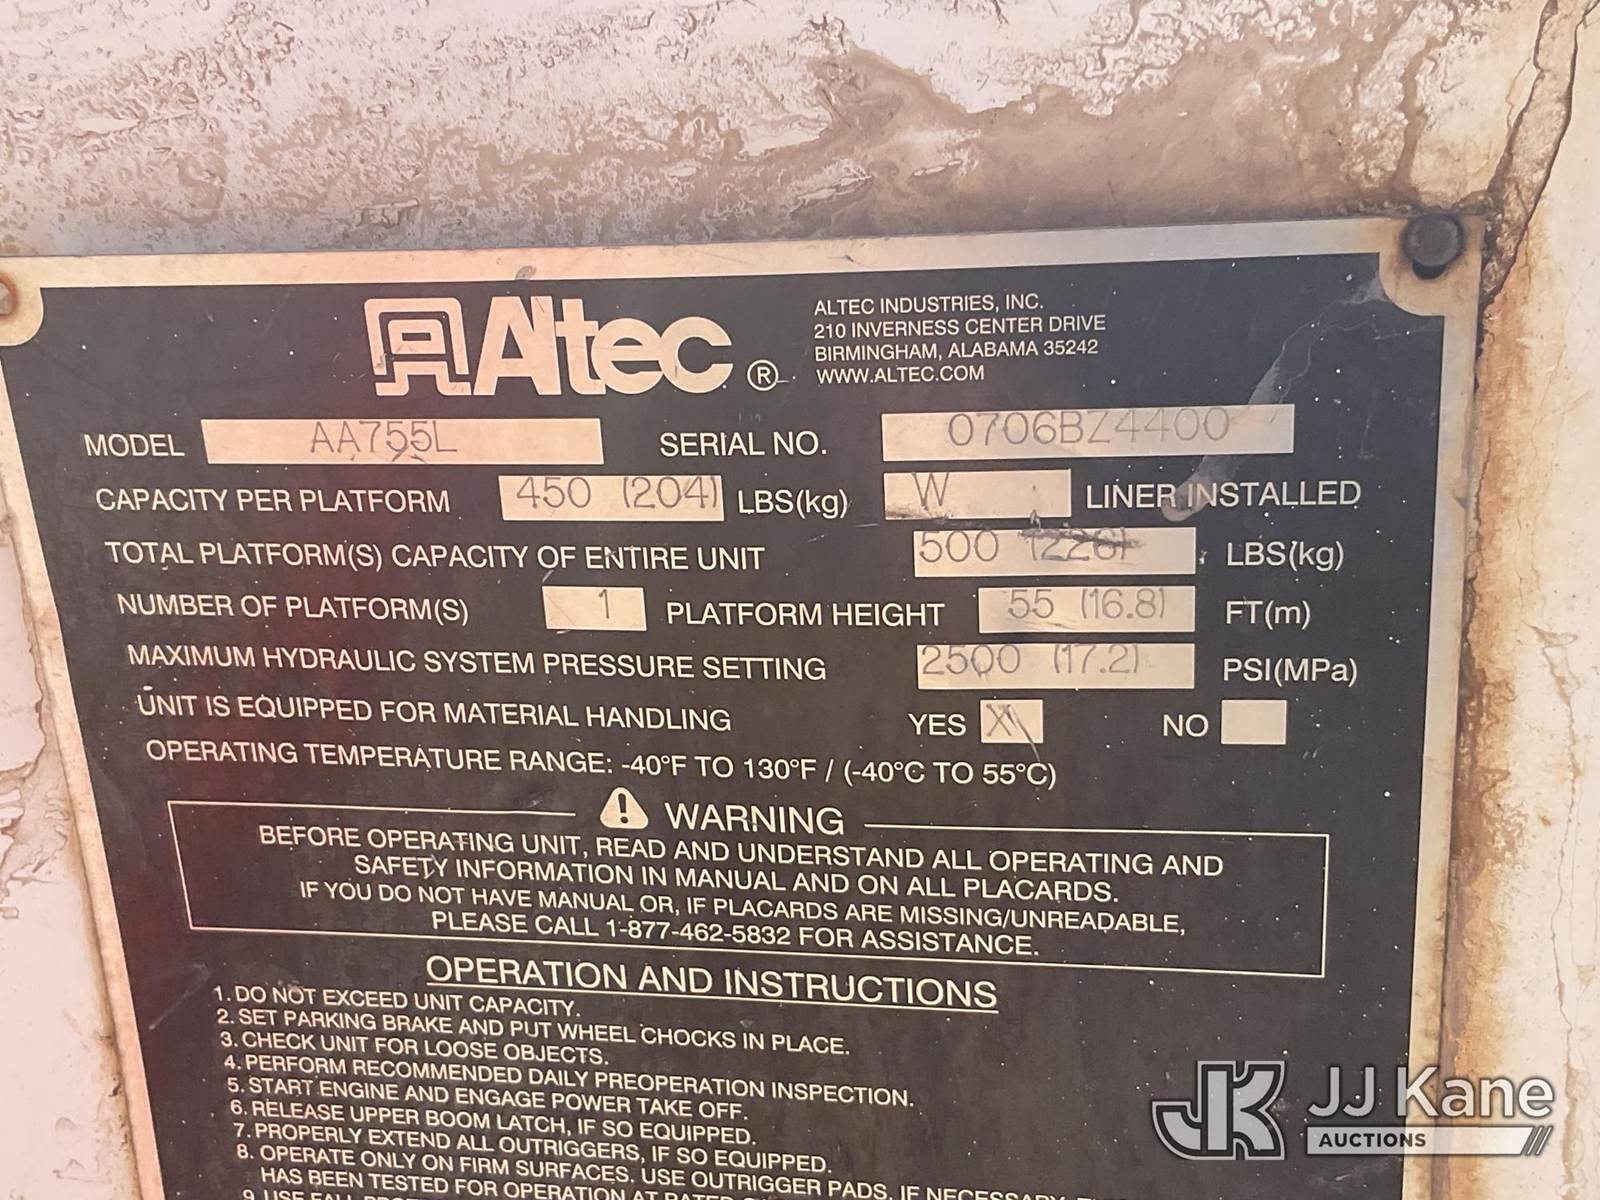 Altec ®
ALTEC INDUSTRIES, INC.
210 INVERNESS CENTER DRIVE
BIRMINGHAM, ALABAMA 35242
WWW.ALTEC.COM
MODEL AA755L SERIAL NO. 0706BZ4400
CAPACITY PER PLATFORM 450 (204) LBS(kg) W LINER INSTALLED
TOTAL PLATFORM(S) CAPACITY OF ENTIRE UNIT 500 (226) LBS(kg)
NUMBER OF PLATFORM(S) 1 PLATFORM HEIGHT 55 (16.8) FT(m)
MAXIMUM HYDRAULIC SYSTEM PRESSURE SETTING 2500 (17.2) PSI(MPa)
UNIT IS EQUIPPED FOR MATERIAL HANDLING YES X NO
OPERATING TEMPERATURE RANGE: -40°F TO 130°F / (-40°C TO 55°C)
WARNING
BEFORE OPERATING UNIT, READ AND UNDERSTAND ALL OPERATING AND
SAFETY INFORMATION IN MANUAL AND ON ALL PLACARDS.
IF YOU DO NOT HAVE MANUAL OR, IF PLACARDS ARE MISSING/UNREADABLE,
PLEASE CALL 1-877-462-5832 FOR ASSISTANCE.
OPERATION AND INSTRUCTIONS
1. DO NOT EXCEED UNIT CAPACITY.
2. SET PARKING BRAKE AND PUT WHEEL CHOCKS IN PLACE.
3. CHECK UNIT FOR LOOSE OBJECTS.
4. PERFORM RECOMMENDED DAILY PREOPERATION INSPECTION.
5. START ENGINE AND ENGAGE POWER TAKE OFF.
6. RELEASE UPPER BOOM LATCH, IF SO EQUIPPED.
7. PROPERLY EXTEND ALL OUTRIGGERS, IF SO EQUIPPED.
8. OPERATE ONLY ON FIRM SURFACES. USE OUTRIGGER PADS, IF NECESSARY.
HAS BEEN TESTED FOR OPERATION AT RATED
9. USE FALL
JK JJ Kane
AUCTIONS